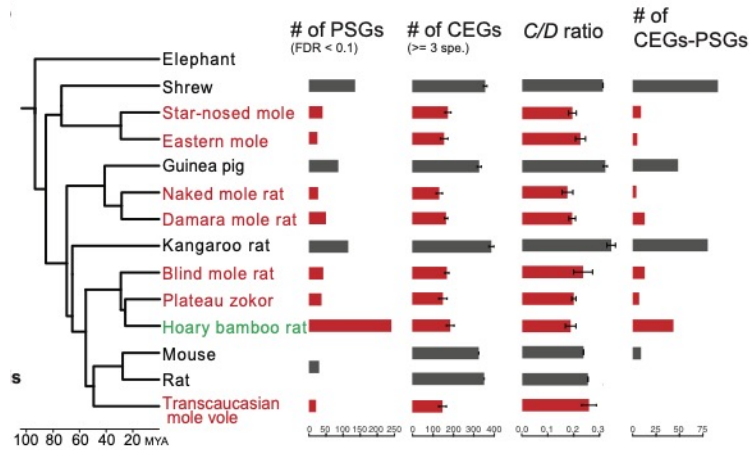 # of PSGs
(FDR < 0.1)
# of CEGs
(>= 3 spe.)
C/D ratio
# of
CEGs-PSGs
Elephant
Shrew
Star-nosed mole
Eastern mole
Guinea pig
Naked mole rat
Damara mole rat
Kangaroo rat
Blind mole rat
Plateau zokor
Hoary bamboo rat
Mouse
s
Rat
Transcaucasian
mole vole
100 80 60 40 20 MYA
0 50 100 150 200 250
0 100 200 300 400
0,0 0,1 0,2 0,3
0 25 50 75